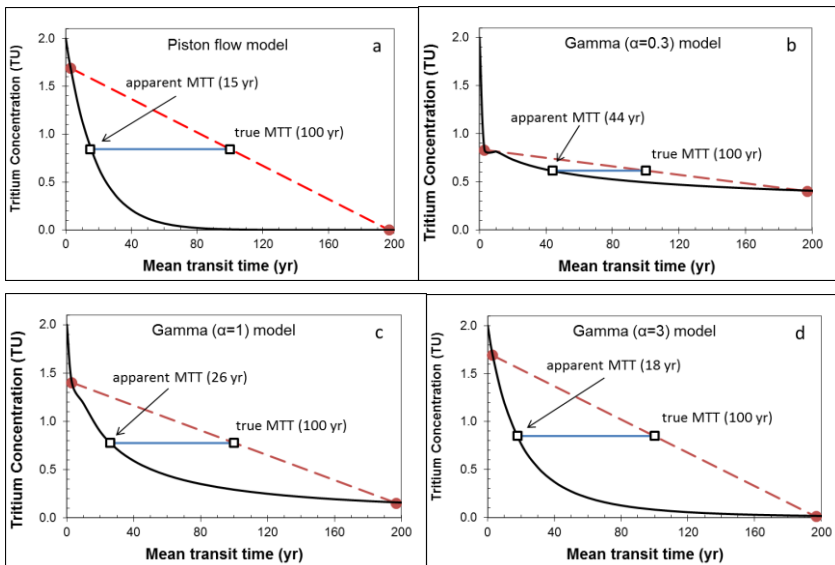 Piston flow model
a
apparent MTT (15 yr)
true MTT (100 yr)
Tritium Concentration (TU)
2.0
1.5
1.0
0.5
0.0
0 40 80 120 160 200
Mean transit time (yr)
Gamma (α=0.3) model
b
apparent MTT (44 yr)
true MTT (100 yr)
Tritium Concentration (TU)
2.0
1.5
1.0
0.5
0.0
0 40 80 120 160 200
Mean transit time (yr)
Gamma (α=1) model
c
apparent MTT (26 yr)
true MTT (100 yr)
Tritium Concentration (TU)
2.0
1.5
1.0
0.5
0.0
0 40 80 120 160 200
Mean transit time (yr)
Gamma (α=3) model
d
apparent MTT (18 yr)
true MTT (100 yr)
Tritium Concentration (TU)
2.0
1.5
1.0
0.5
0.0
0 40 80 120 160 200
Mean transit time (yr)